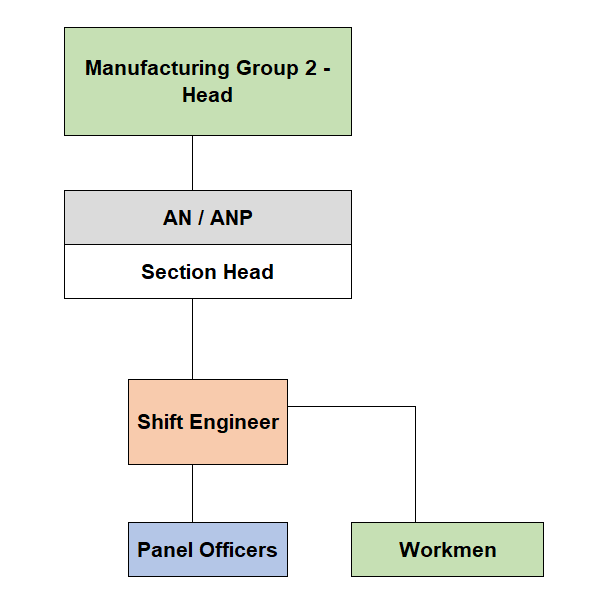 Manufacturing Group 2 -
Head
AN / ANP
Section Head
Shift Engineer
Panel Officers
Workmen